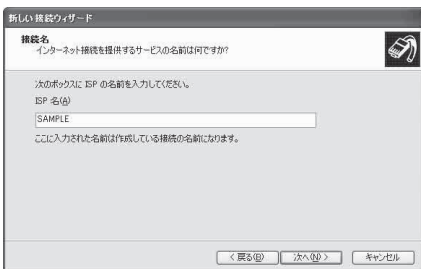 新しい接続ウィザード
接続名
インターネット接続を提供するサービスの名前は何ですか?
次のボックスに ISP の名前を入力してください。
ISP 名(A)
SAMPLE
ここに入力された名前は作成している接続の名前になります。
< 戻る(B)
次へ(N) >
キャンセル